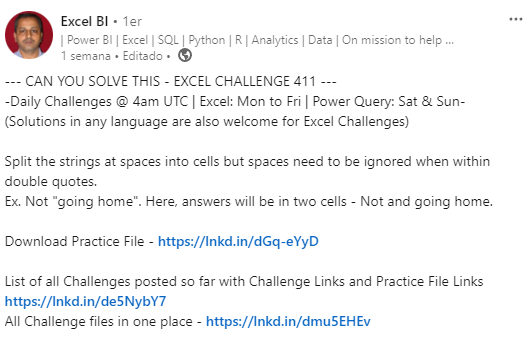 Excel BI • 1er
| Power BI | Excel | SQL | Python | R | Analytics | Data | On mission to help ...
1 semana • Editado •
--- CAN YOU SOLVE THIS - EXCEL CHALLENGE 411 ---
-Daily Challenges @ 4am UTC | Excel: Mon to Fri | Power Query: Sat & Sun-
(Solutions in any language are also welcome for Excel Challenges)
Split the strings at spaces into cells but spaces need to be ignored when within
double quotes.
Ex. Not "going home". Here, answers will be in two cells - Not and going home.
Download Practice File - https://lnkd.in/dGq-eYyD
List of all Challenges posted so far with Challenge Links and Practice File Links
https://lnkd.in/de5NybY7
All Challenge files in one place - https://lnkd.in/dmu5EHEv